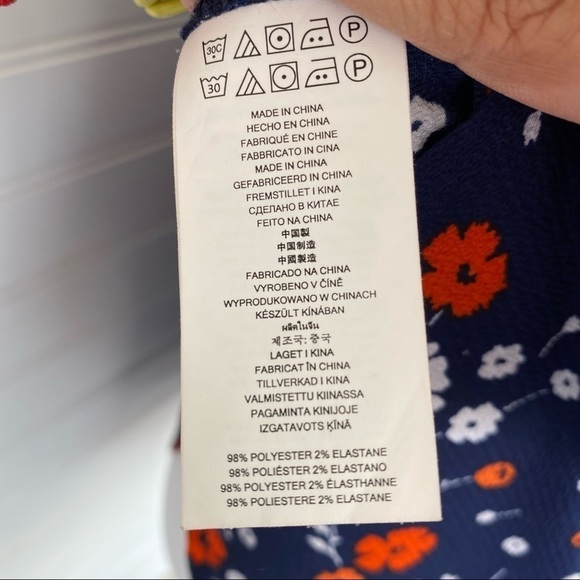 30C P
30 P
MADE IN CHINA
HECHO EN CHINA
FABRIQUÉ EN CHINE
FABBRICATO IN CINA
MADE IN CHINA
GEFABRICEERD IN CHINA
FREMSTILLET I KINA
СДЕЛАНО В КИТАЕ
FEITO NA CHINA
中国製
中国制造
中國製造
FABRICADO NA CHINA
VYROBENO V ČÍNĚ
WYPRODUKOWANO W CHINACH
KÉSZÜLT KÍNÁBAN
ผลิตในจีน
제조국: 중국
LAGET I KINA
FABRICAT ÎN CHINA
TILLVERKAD I KINA
VALMISTETTU KIINASSA
PAGAMINTA KINIJOJE
IZGATAVOTS ĶĪNĀ
98% POLYESTER 2% ELASTANE
98% POLIÉSTER 2% ELASTANO
98% POLYESTER 2% ÉLASTHANNE
98% POLIESTERE 2% ELASTANE